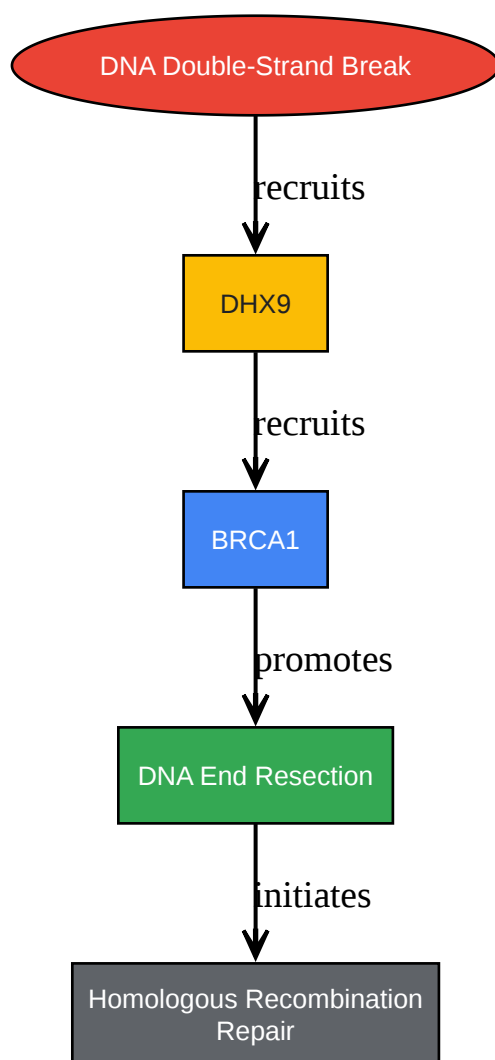 DNA Double-Strand Break
recruits
DHX9
recruits
BRCA1
promotes
DNA End Resection
initiates
Homologous Recombination
Repair